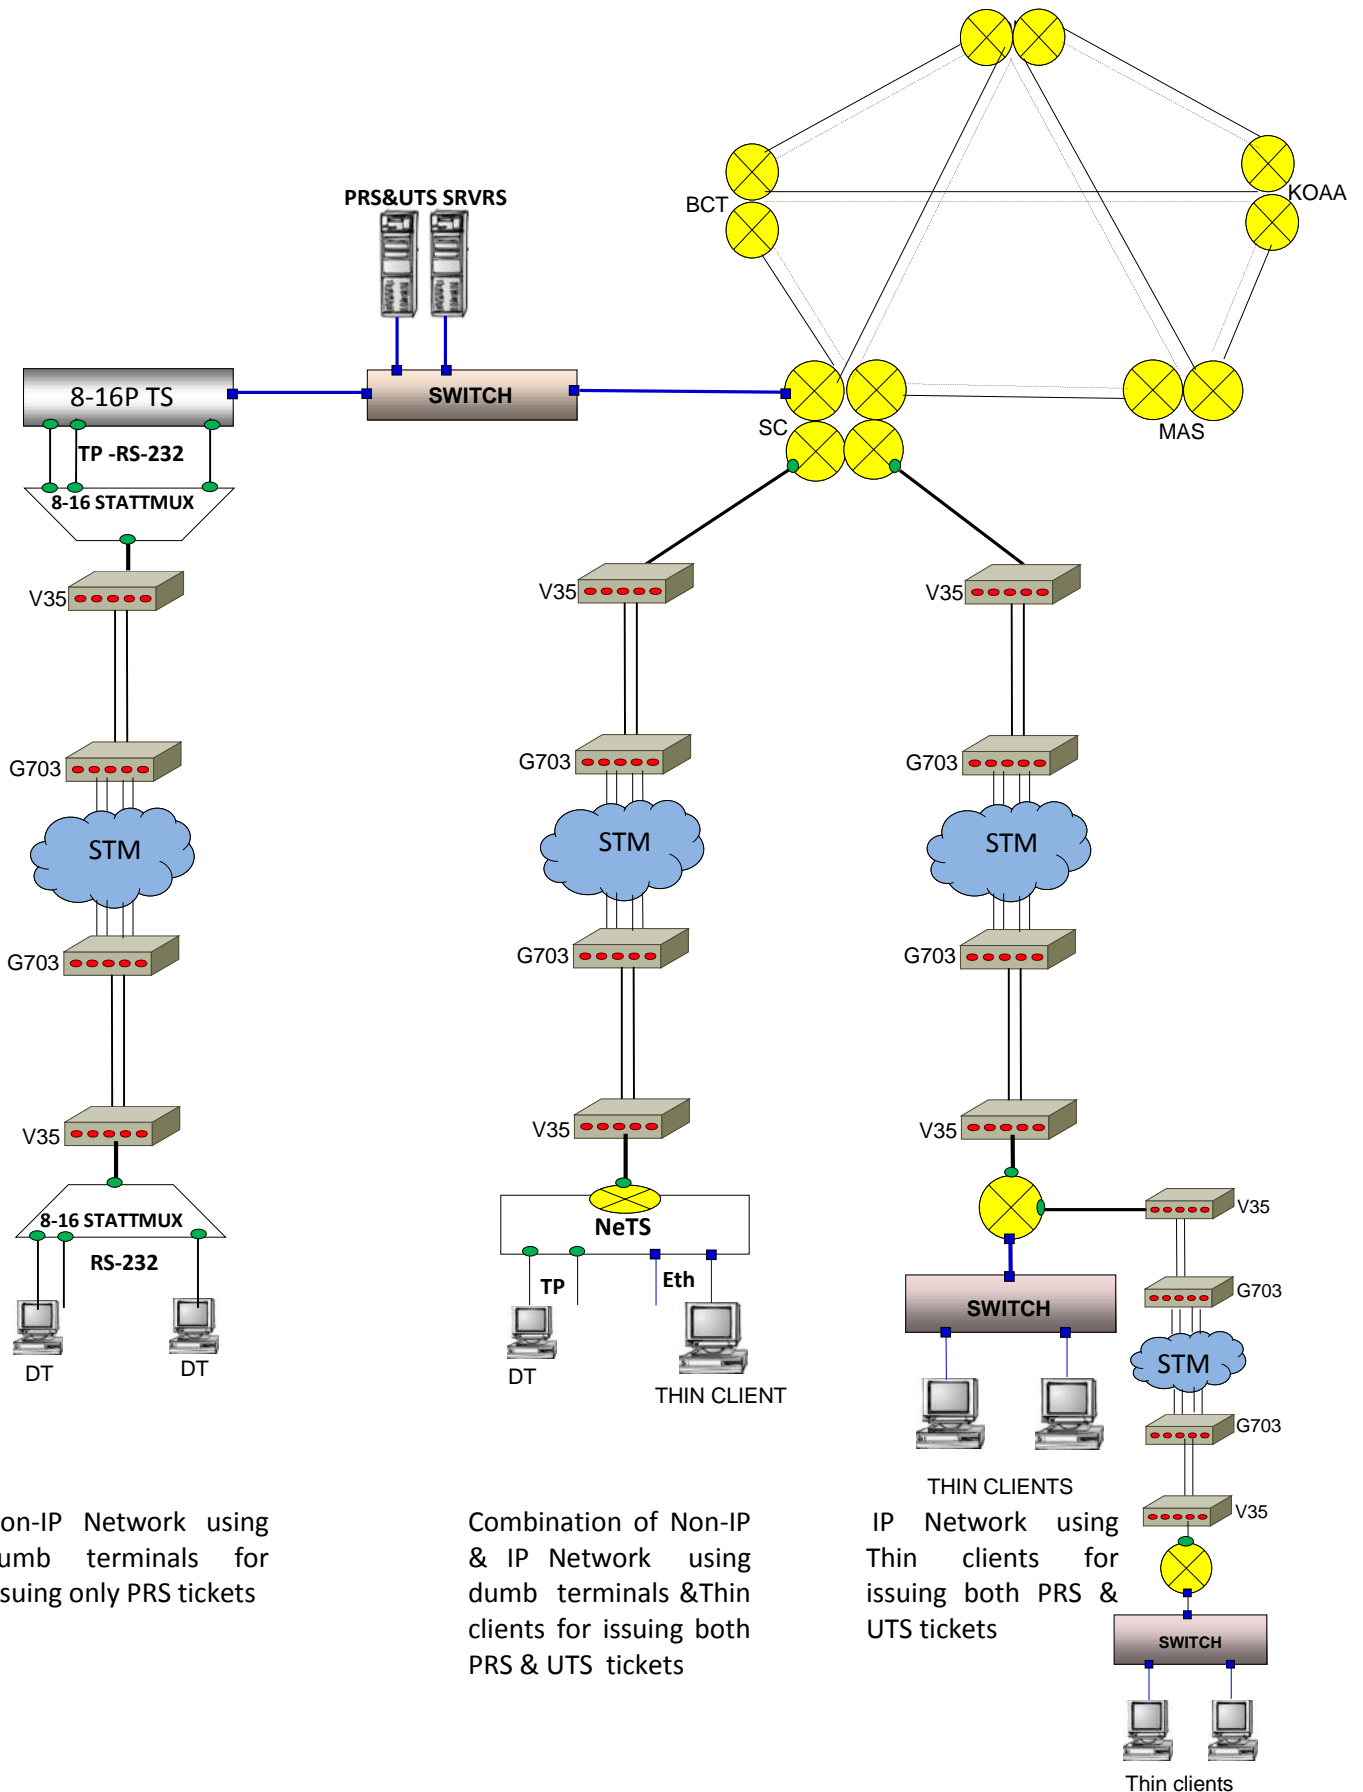 BCT
KOAA
PRS&UTS SRVRS
8-16P TS
SWITCH
SC
MAS
TP -RS-232
8-16 STATTMUX
V35
V35
V35
G703
G703
G703
STM
STM
STM
G703
G703
G703
V35
V35
V35
8-16 STATTMUX
RS-232
DT
DT
NeTS
TP
Eth
DT
THIN CLIENT
V35
SWITCH
G703
STM
G703
THIN CLIENTS
V35
SWITCH
Thin clients
on-IP Network using
umb terminals for
suing only PRS tickets
Combination of Non-IP
& IP Network using
dumb terminals &Thin
clients for issuing both
PRS & UTS tickets
IP Network using
Thin clients for
issuing both PRS &
UTS tickets